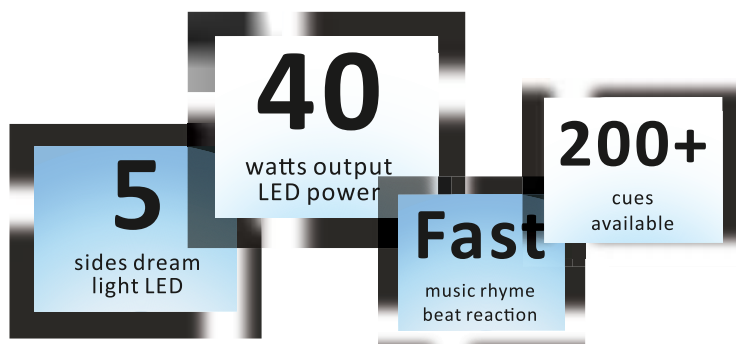 5
sides dream
light LED
40
watts output
LED power
Fast
music rhyme
beat reaction
200+
cues
available